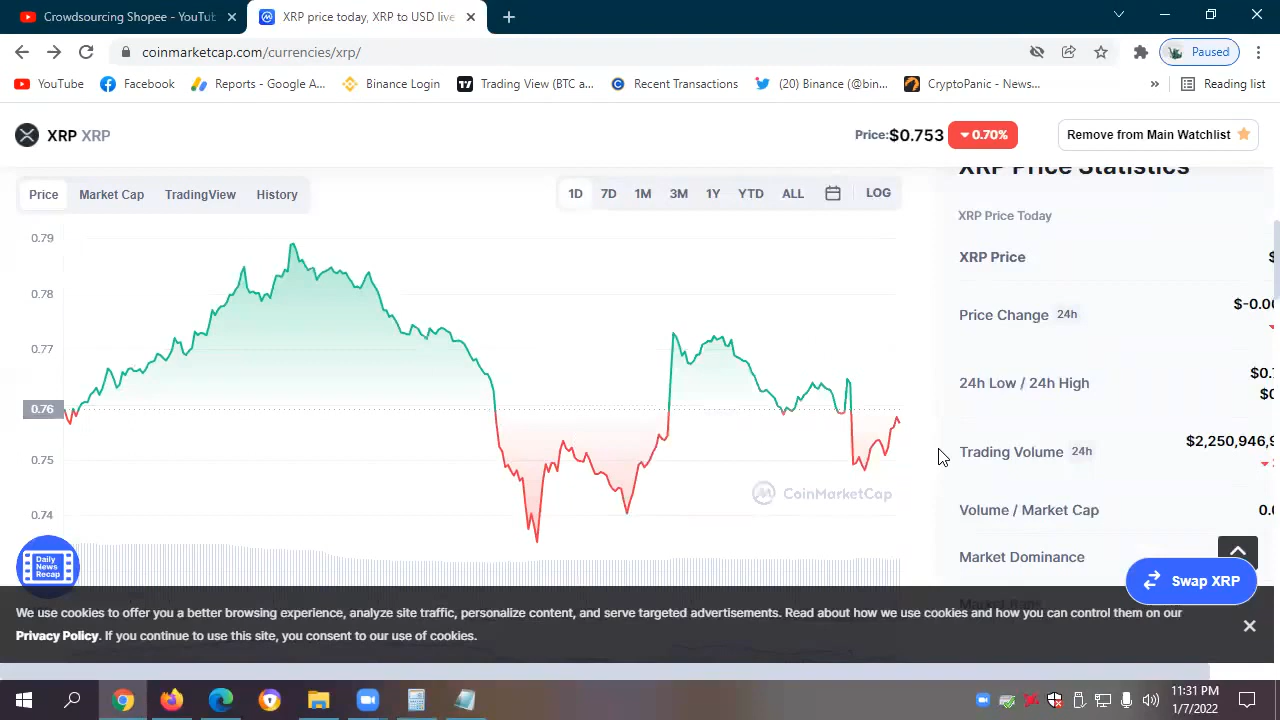 Crowdsourcing Shopee - YouTu
XRP price today, XRP to USD live
coinmarketcap.com/currencies/xrp/
Paused
YouTube
Facebook
Reports - Google A...
Binance Login
Trading View (BTC a...
Recent Transactions
(20) Binance (@bin...
CryptoPanic - News...
»
Reading list
XRP XRP
Price:$0.753
0.70%
Remove from Main Watchlist
XRP Price Statistics
Price
Market Cap
TradingView
History
1D
7D
1M
3M
1Y
YTD
ALL
LOG
XRP Price Today
0.79
XRP Price
$
0.78
Price Change 24h
$-0.00
0.77
24h Low / 24h High
$0.7
$0
0.76
Trading Volume 24h
$2,250,946,9
0.75
CoinMarketCap
Volume / Market Cap
0.0
0.74
Market Dominance
Daily
News
Recap
Swap XRP
Market Rank
We use cookies to offer you a better browsing experience, analyze site traffic, personalize content, and serve targeted advertisements. Read about how we use cookies and how you can control them on our
Privacy Policy. If you continue to use this site, you consent to our use of cookies.
11:31 PM
1/7/2022